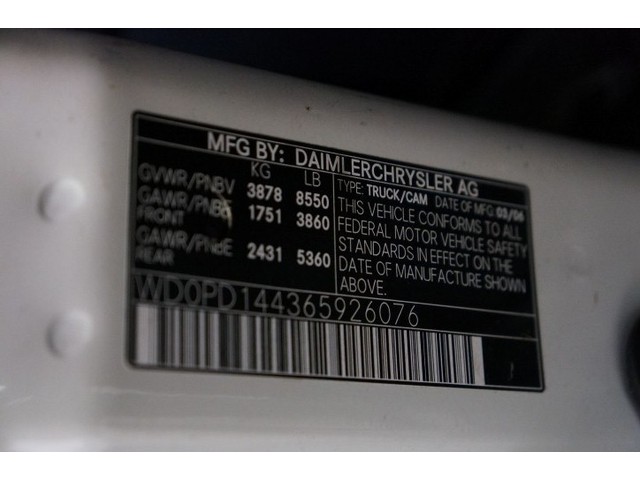 MFG BY: DAIMLERCHRYSLER AG
KG LB
GVWR/PNBV 3878 8550
GAWR/PNBE FRONT 1751 3860
GAWR/PNBE REAR 2431 5360
TYPE: TRUCK/CAM DATE OF MFG. 03/06
THIS VEHICLE CONFORMS TO ALL
FEDERAL MOTOR VEHICLE SAFETY
STANDARDS IN EFFECT ON THE
DATE OF MANUFACTURE SHOWN
ABOVE.
WD0PD144365926076